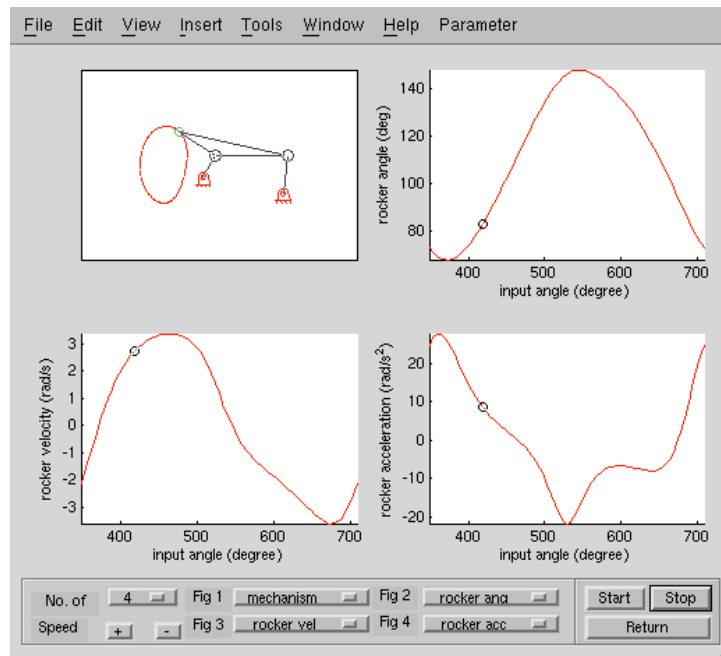 File Edit View Insert Tools Window Help Parameter
140
120
100
80
rocker angle (deg)
400 500 600 700
input angle (degree)
3
2
1
0
-1
-2
-3
rocker velocity (rad/s)
400 500 600 700
input angle (degree)
20
10
0
-10
-20
rocker acceleration (rad/s²)
400 500 600 700
input angle (degree)
No. of 4 Fig 1 mechanism Fig 2 rocker ang Start Stop
Speed + - Fig 3 rocker vel Fig 4 rocker acc Return